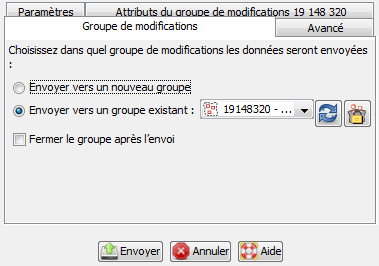 Paramètres
Attributs du groupe de modifications 19 148 320
Groupe de modifications
Avancé
Choisissez dans quel groupe de modifications les données seront envoyées
:
Envoyer vers un nouveau groupe
Envoyer vers un groupe existant : 19148320 - ...
Fermer le groupe après l'envoi
Envoyer Annuler Aide